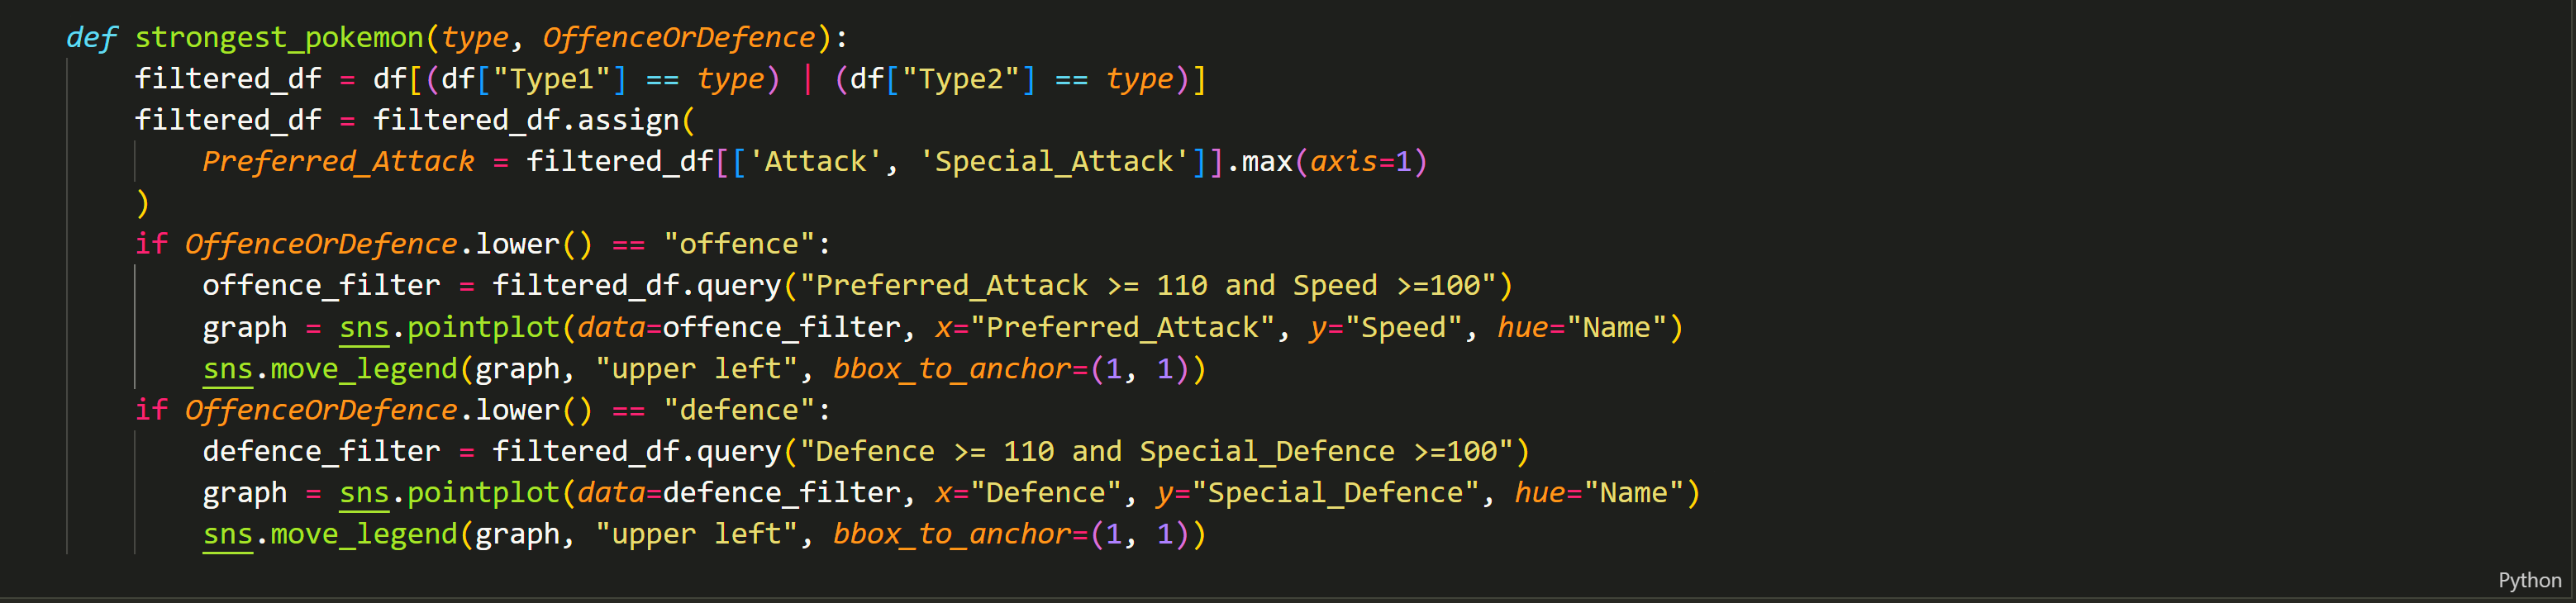 def strongest_pokemon(type, OffenceOrDefence):
    filtered_df = df[(df["Type1"] == type) | (df["Type2"] == type)]
    filtered_df = filtered_df.assign(
        Preferred_Attack = filtered_df[['Attack', 'Special_Attack']].max(axis=1)
    )
    if OffenceOrDefence.lower() == "offence":
        offence_filter = filtered_df.query("Preferred_Attack >= 110 and Speed >=100")
        graph = sns.pointplot(data=offence_filter, x="Preferred_Attack", y="Speed", hue="Name")
        sns.move_legend(graph, "upper left", bbox_to_anchor=(1, 1))
    if OffenceOrDefence.lower() == "defence":
        defence_filter = filtered_df.query("Defence >= 110 and Special_Defence >=100")
        graph = sns.pointplot(data=defence_filter, x="Defence", y="Special_Defence", hue="Name")
        sns.move_legend(graph, "upper left", bbox_to_anchor=(1, 1))
Python